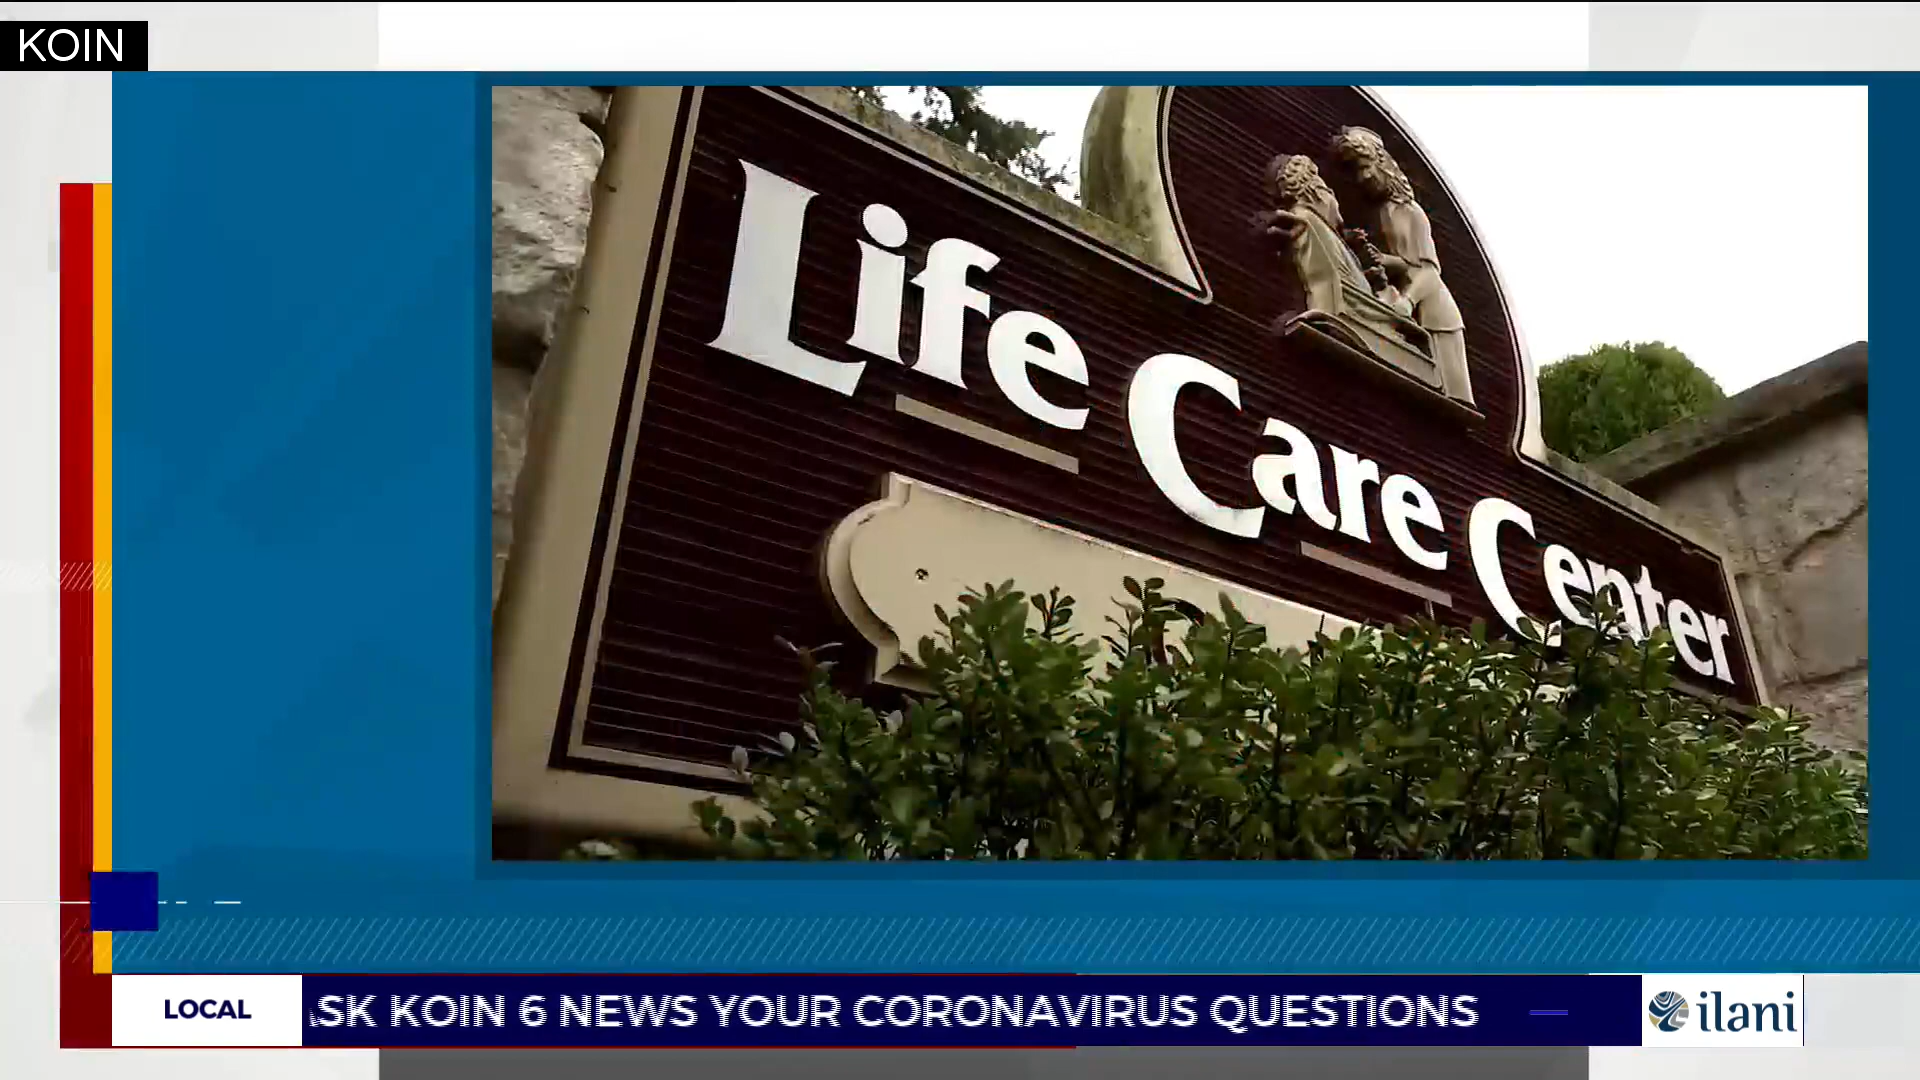 KOIN
Life Care Center
LOCAL
SK KOIN 6 NEWS YOUR CORONAVIRUS QUESTIONS
ilani